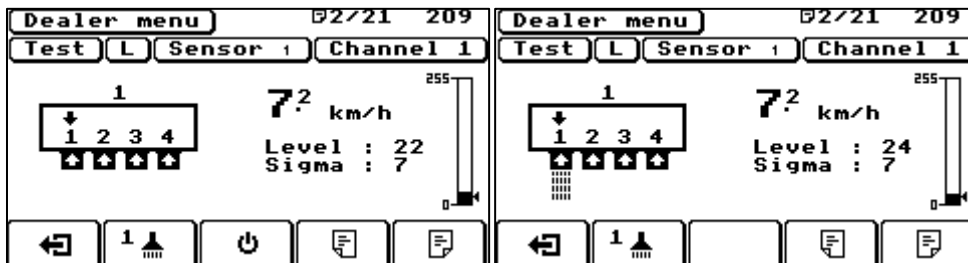 Dealer menu 2/21 209
Test L Sensor 1 Channel 1
255
1
7.2 km/h
1 2 3 4
Level : 22
Sigma : 7
0
1
Dealer menu 2/21 209
Test L Sensor 1 Channel 1
255
1
7.2 km/h
1 2 3 4
Level : 24
Sigma : 7
0
1